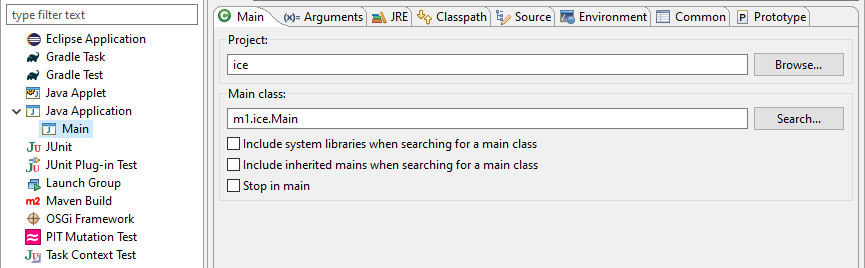 type filter text
Eclipse Application
Gradle Task
Gradle Test
Java Applet
Java Application
Main
JUnit
JUnit Plug-in Test
Launch Group
Maven Build
OSGi Framework
PIT Mutation Test
Task Context Test
Main (x)= Arguments JRE Classpath Source Environment Common Prototype
Project:
ice Browse...
Main class:
m1.ice.Main Search...
Include system libraries when searching for a main class
Include inherited mains when searching for a main class
Stop in main